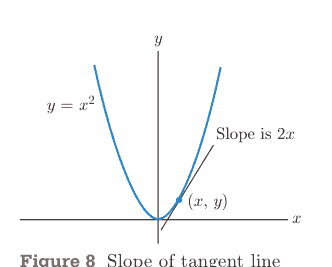 y
y = x²
Slope is 2x
(x, y)
x
Figure 8 Slope of tangent line